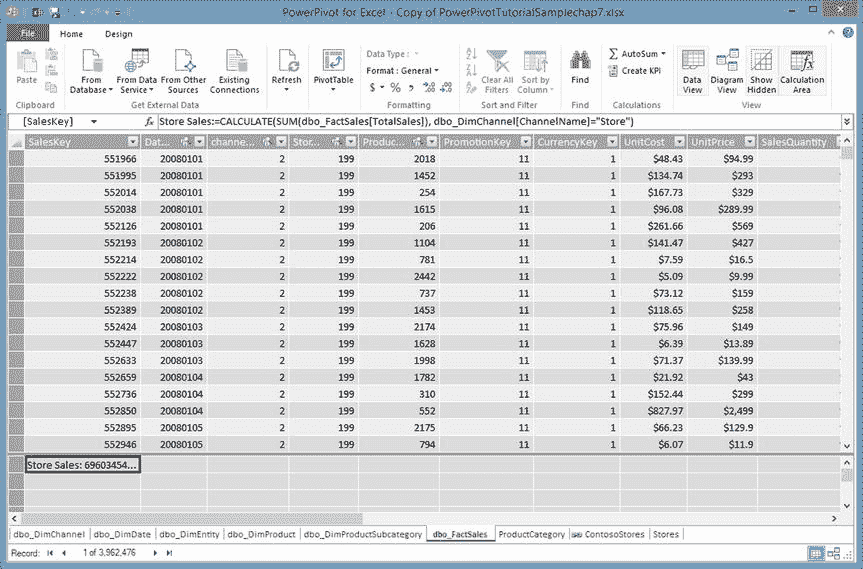 PowerPivot for Excel - Copy of PowerPivotTutorialSamplechap7.xlsx
File Home Design
Paste From Database From Data Service From Other Sources Existing Connections Refresh PivotTable Data Type : Format : General $ % Clear All Filters Sort by Column Find AutoSum Create KPI Data View Diagram View Show Hidden Calculation Area
Clipboard Get External Data Formatting Sort and Filter Find Calculations View
[SalesKey] fx Store Sales:=CALCULATE(SUM(dbo_FactSales[TotalSales]), dbo_DimChannel[ChannelName]="Store")
SalesKey Dat... channe... Stor... Produc... PromotionKey CurrencyKey UnitCost UnitPrice SalesQuantity
551966 20080101 2 199 2018 11 1 $48.43 $94.99
551995 20080101 2 199 1452 11 1 $134.74 $293
552014 20080101 2 199 254 11 1 $167.73 $329
552038 20080101 2 199 1615 11 1 $96.08 $289.99
552126 20080101 2 199 206 11 1 $261.66 $569
552193 20080102 2 199 1104 11 1 $141.47 $427
552214 20080102 2 199 781 11 1 $7.59 $16.5
552222 20080102 2 199 2442 11 1 $5.09 $9.99
552238 20080102 2 199 737 11 1 $73.12 $159
552389 20080102 2 199 1453 11 1 $118.65 $258
552424 20080103 2 199 2174 11 1 $75.96 $149
552447 20080103 2 199 1628 11 1 $6.39 $13.89
552633 20080103 2 199 1998 11 1 $71.37 $139.99
552659 20080104 2 199 1782 11 1 $21.92 $43
552736 20080104 2 199 310 11 1 $152.44 $299
552850 20080104 2 199 552 11 1 $827.97 $2,499
552895 20080105 2 199 2175 11 1 $66.23 $129.9
552946 20080105 2 199 794 11 1 $6.07 $11.9
Store Sales: 69603454...
dbo_DimChannel dbo_DimDate dbo_DimEntity dbo_DimProduct dbo_DimProductSubcategory dbo_FactSales ProductCategory ContosoStores Stores
Record: 1 of 3,962,476